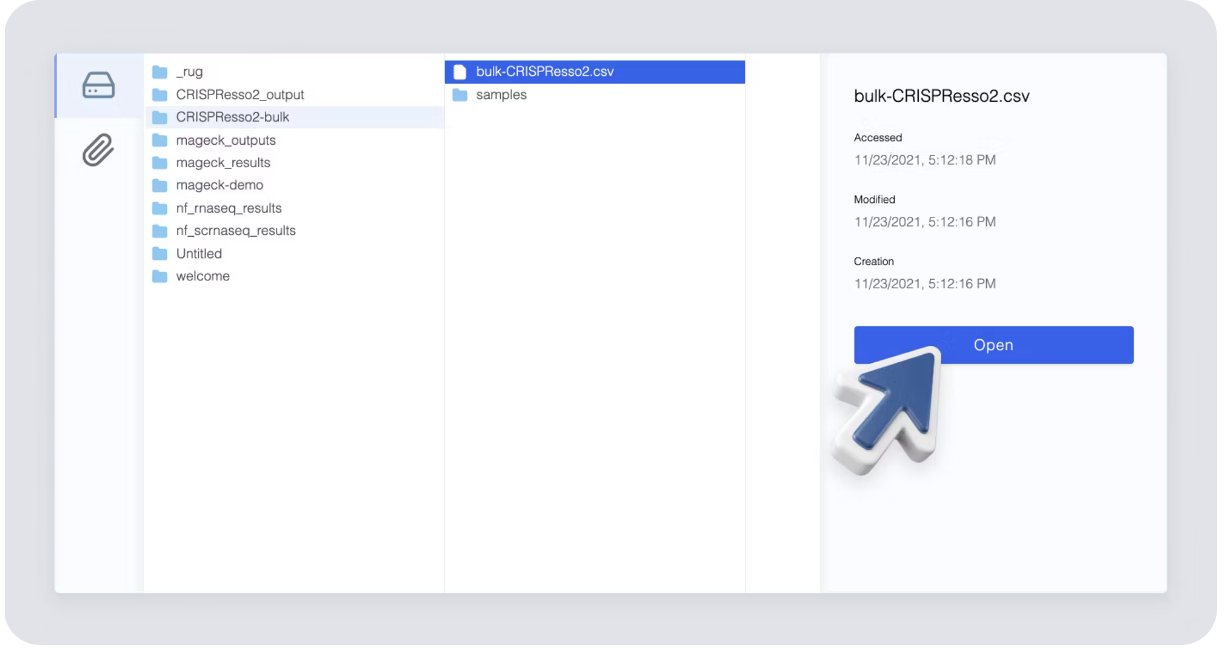 _rug
CRISPResso2_output
CRISPResso2-bulk
mageck_outputs
mageck_results
mageck-demo
nf_rnaseq_results
nf_scrnaseq_results
Untitled
welcome
bulk-CRISPResso2.csv
samples
bulk-CRISPResso2.csv
Accessed
11/23/2021, 5:12:18 PM
Modified
11/23/2021, 5:12:16 PM
Creation
11/23/2021, 5:12:16 PM
Open